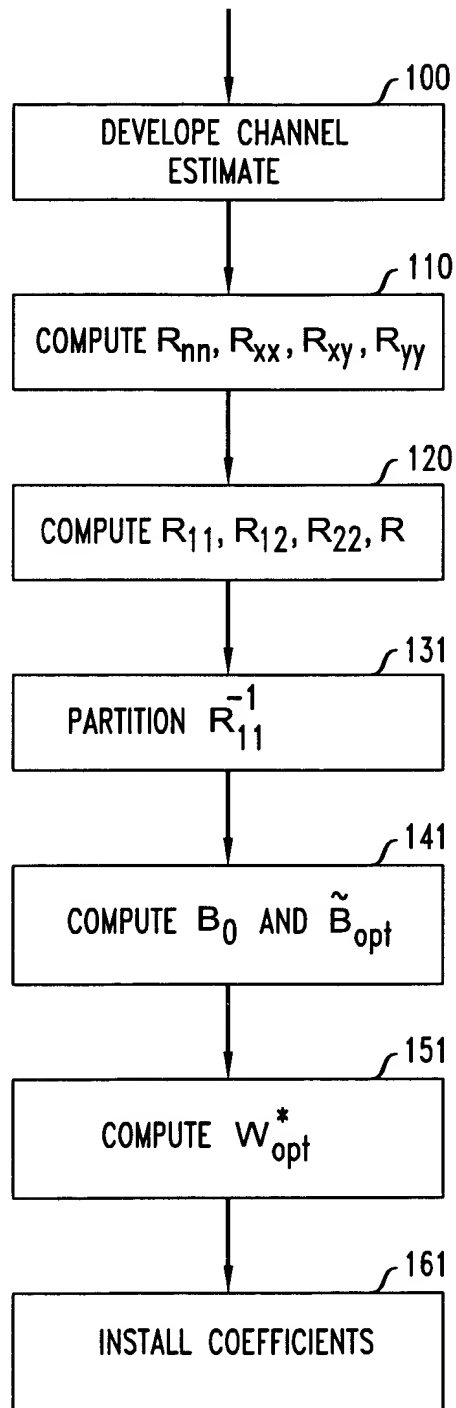 100
DEVELOPE CHANNEL
ESTIMATE
110
COMPUTE Rnn, Rxx, Rxy, Ryy
120
COMPUTE R11, R12, R22, R
131
PARTITION R11^-1
141
COMPUTE B0 AND B̃opt
151
COMPUTE W*opt
161
INSTALL COEFFICIENTS